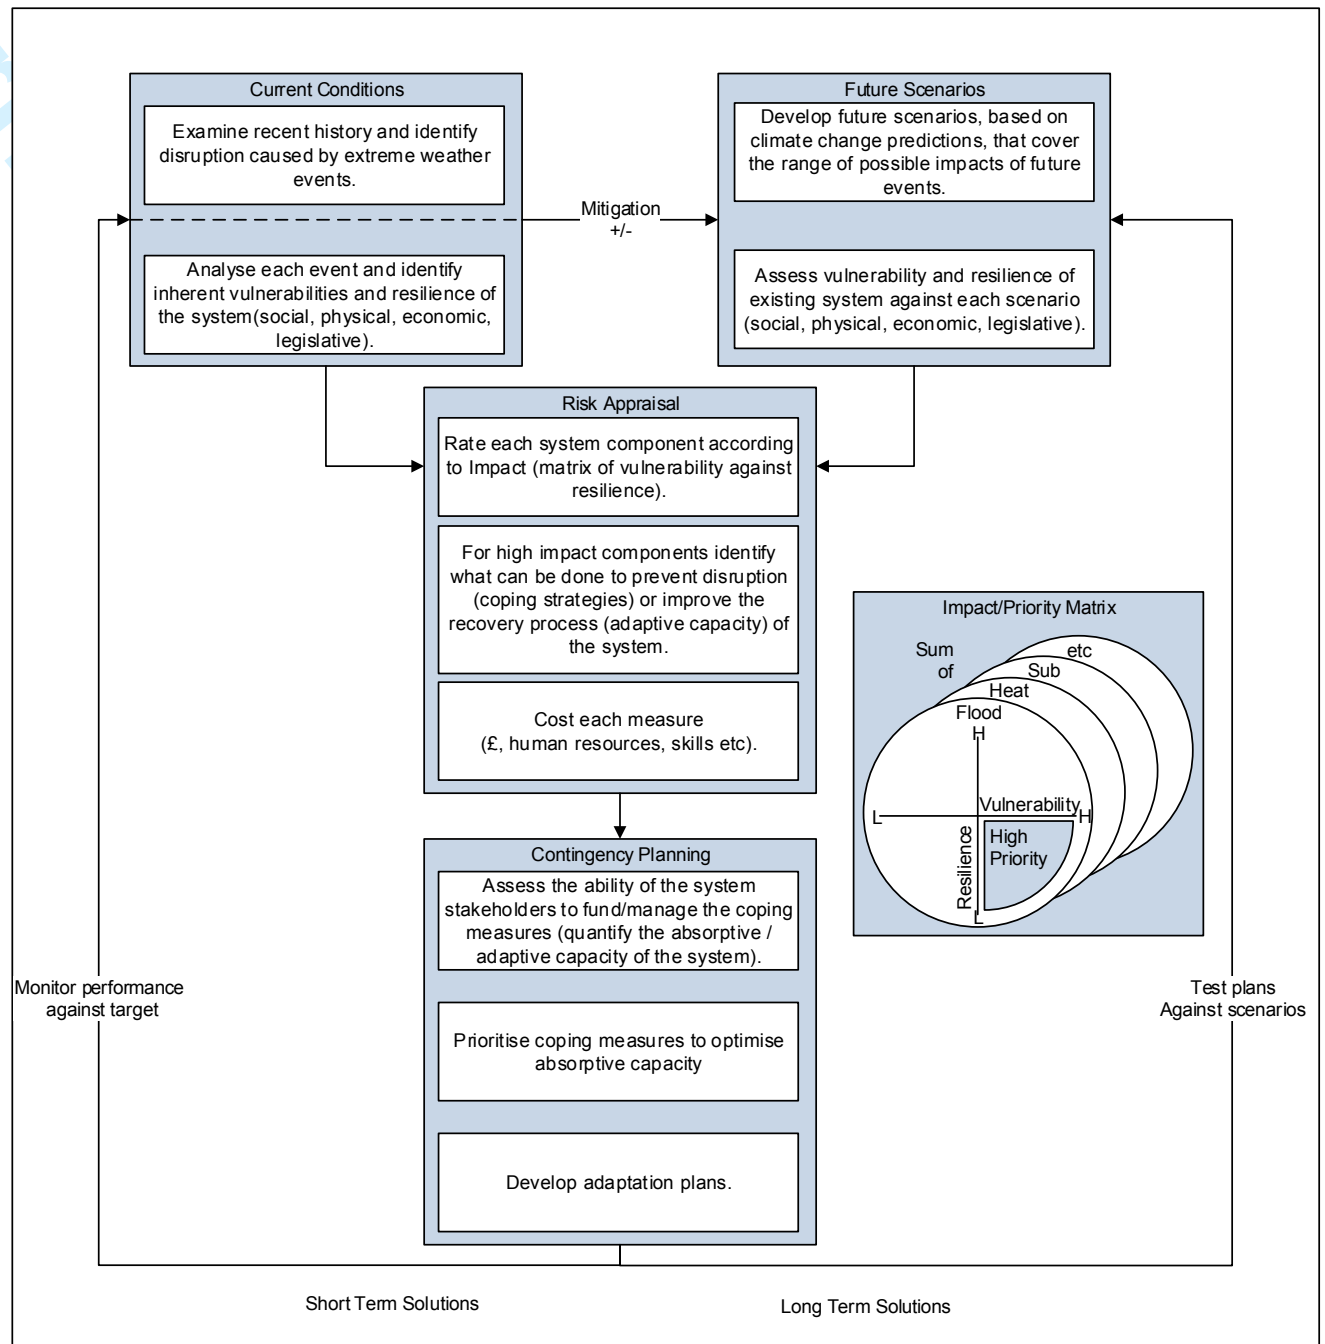 Current Conditions
Examine recent history and identify
disruption caused by extreme weather
events.
Analyse each event and identify
inherent vulnerabilities and resilience of
the system(social, physical, economic,
legislative).
Mitigation
+/-
Future Scenarios
Develop future scenarios, based on
climate change predictions, that cover
the range of possible impacts of future
events.
Assess vulnerability and resilience of
existing system against each scenario
(social, physical, economic, legislative).
Risk Appraisal
Rate each system component according
to Impact (matrix of vulnerability against
resilience).
For high impact components identify
what can be done to prevent disruption
(coping strategies) or improve the
recovery process (adaptive capacity) of
the system.
Cost each measure
(£, human resources, skills etc).
Impact/Priority Matrix
Sum
of
etc
Sub
Heat
Flood
H
Vulnerability
L
H
Resilience
High
Priority
L
Contingency Planning
Assess the ability of the system
stakeholders to fund/manage the coping
measures (quantify the absorptive /
adaptive capacity of the system).
Prioritise coping measures to optimise
absorptive capacity
Develop adaptation plans.
Monitor performance
against target
Test plans
Against scenarios
Short Term Solutions
Long Term Solutions